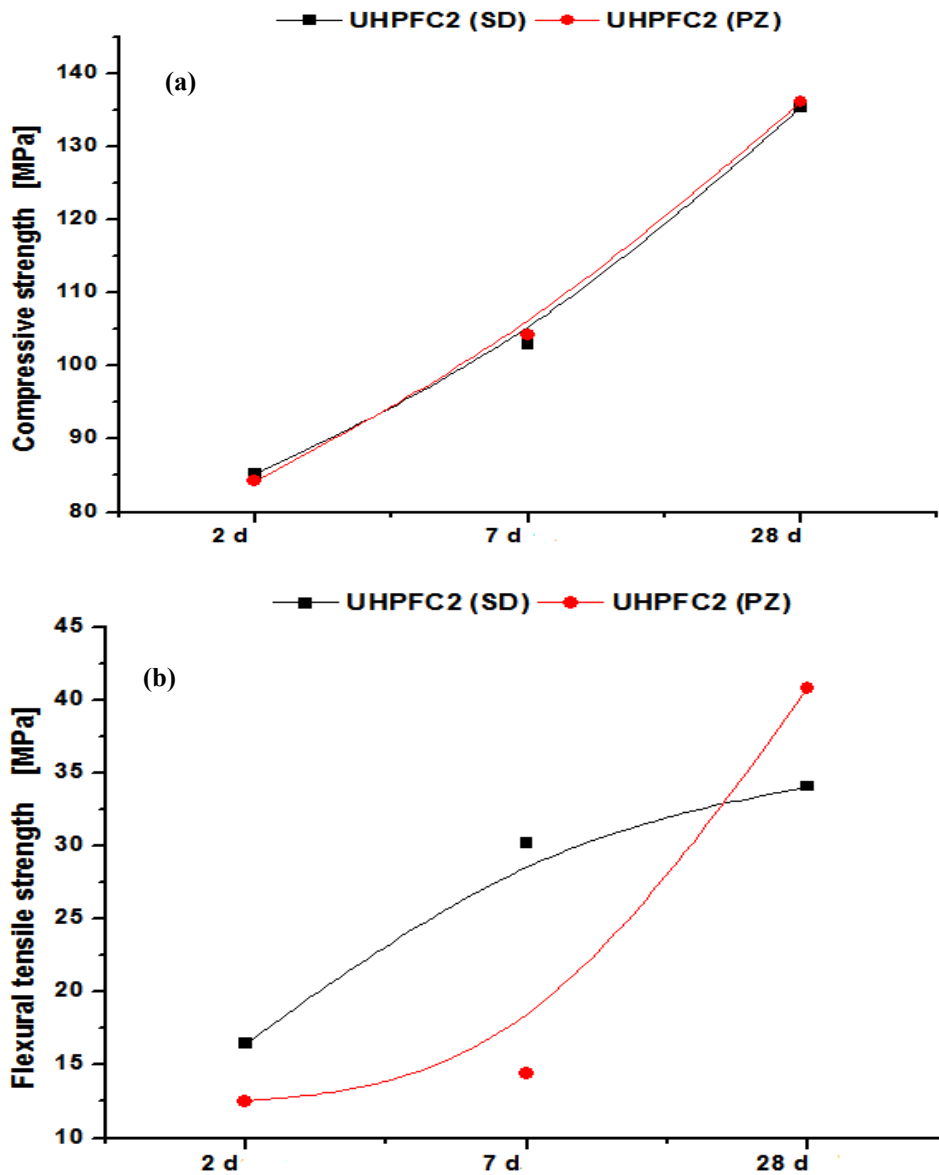 UHPFC2 (SD) UHPFC2 (PZ)
(a)
Compressive strength [MPa]
140
130
120
110
100
90
80
2 d 7 d 28 d
UHPFC2 (SD) UHPFC2 (PZ)
(b)
Flexural tensile strength [MPa]
45
40
35
30
25
20
15
10
2 d 7 d 28 d